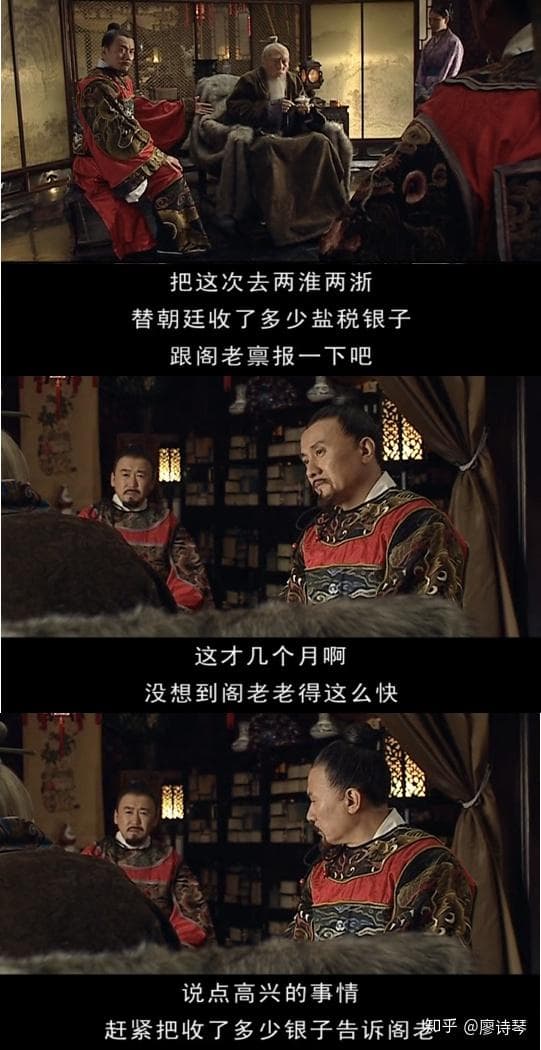 把这次去两淮两浙
替朝廷收了多少盐税银子
跟阁老禀报一下吧
这才几个月啊
没想到阁老老得这么快
说点高兴的事情
赶紧把收了多少银子告诉阁老
知乎 @廖诗琴